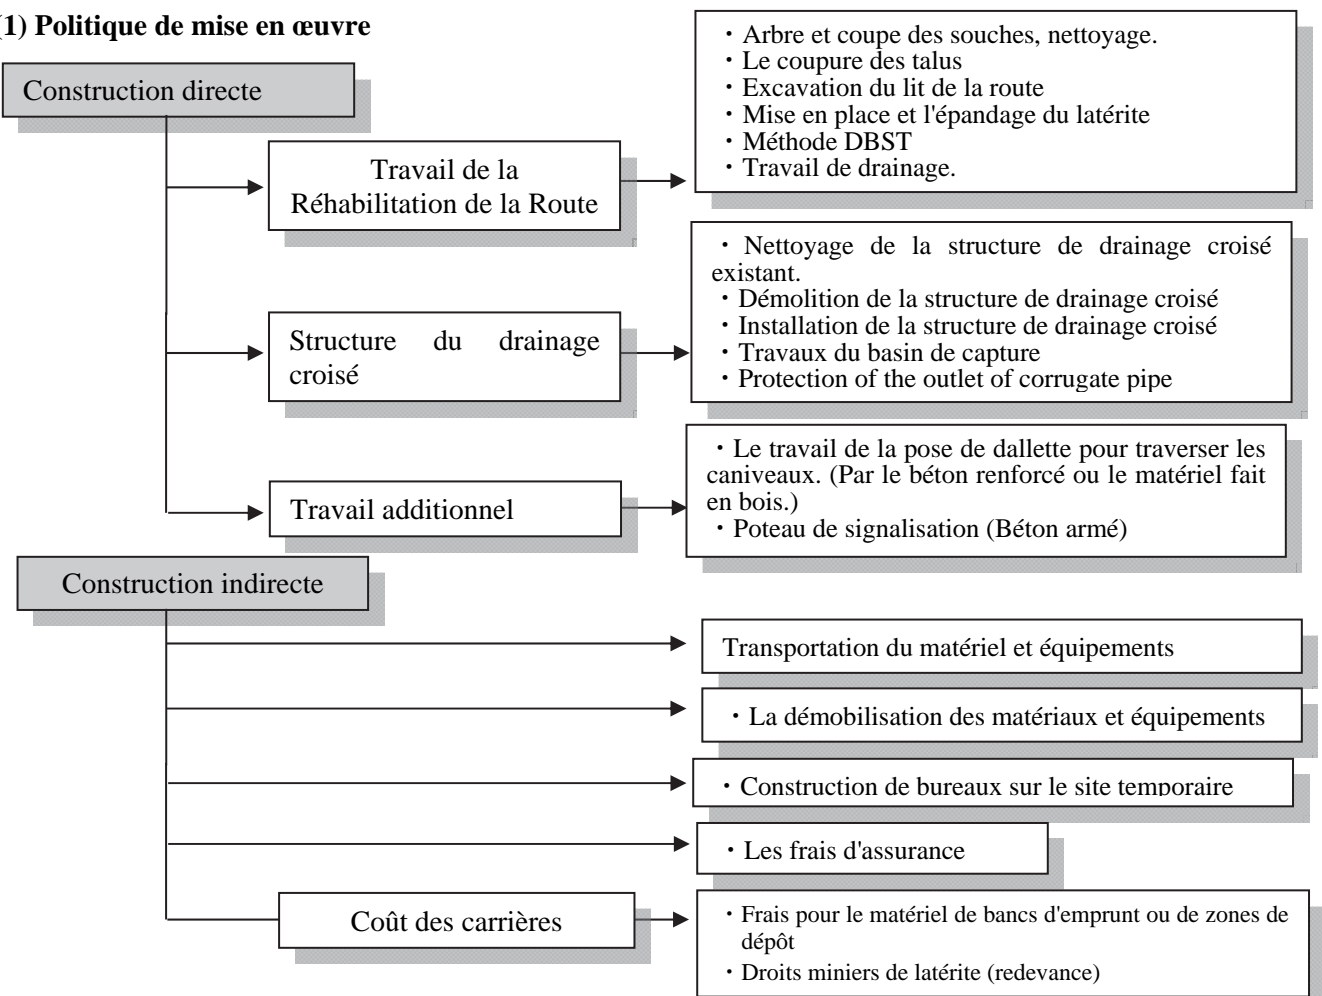 (1) Politique de mise en œuvre
Construction directe
・Arbre et coupe des souches, nettoyage.
・Le coupure des talus
・Excavation du lit de la route
・Mise en place et l'épandage du latérite
・Méthode DBST
・Travail de drainage.
Travail de la
Réhabilitation de la Route
・Nettoyage de la structure de drainage croisé
existant.
・Démolition de la structure de drainage croisé
・Installation de la structure de drainage croisé
・Travaux du basin de capture
・Protection of the outlet of corrugate pipe
Structure du drainage
croisé
・Le travail de la pose de dallette pour traverser les
caniveaux. (Par le béton renforcé ou le matériel fait
en bois.)
・Poteau de signalisation (Béton armé)
Travail additionnel
Construction indirecte
Transportation du matériel et équipements
・La démobilisation des matériaux et équipements
・Construction de bureaux sur le site temporaire
・Les frais d'assurance
Coût des carrières
・Frais pour le matériel de bancs d'emprunt ou de zones de
dépôt
・Droits miniers de latérite (redevance)